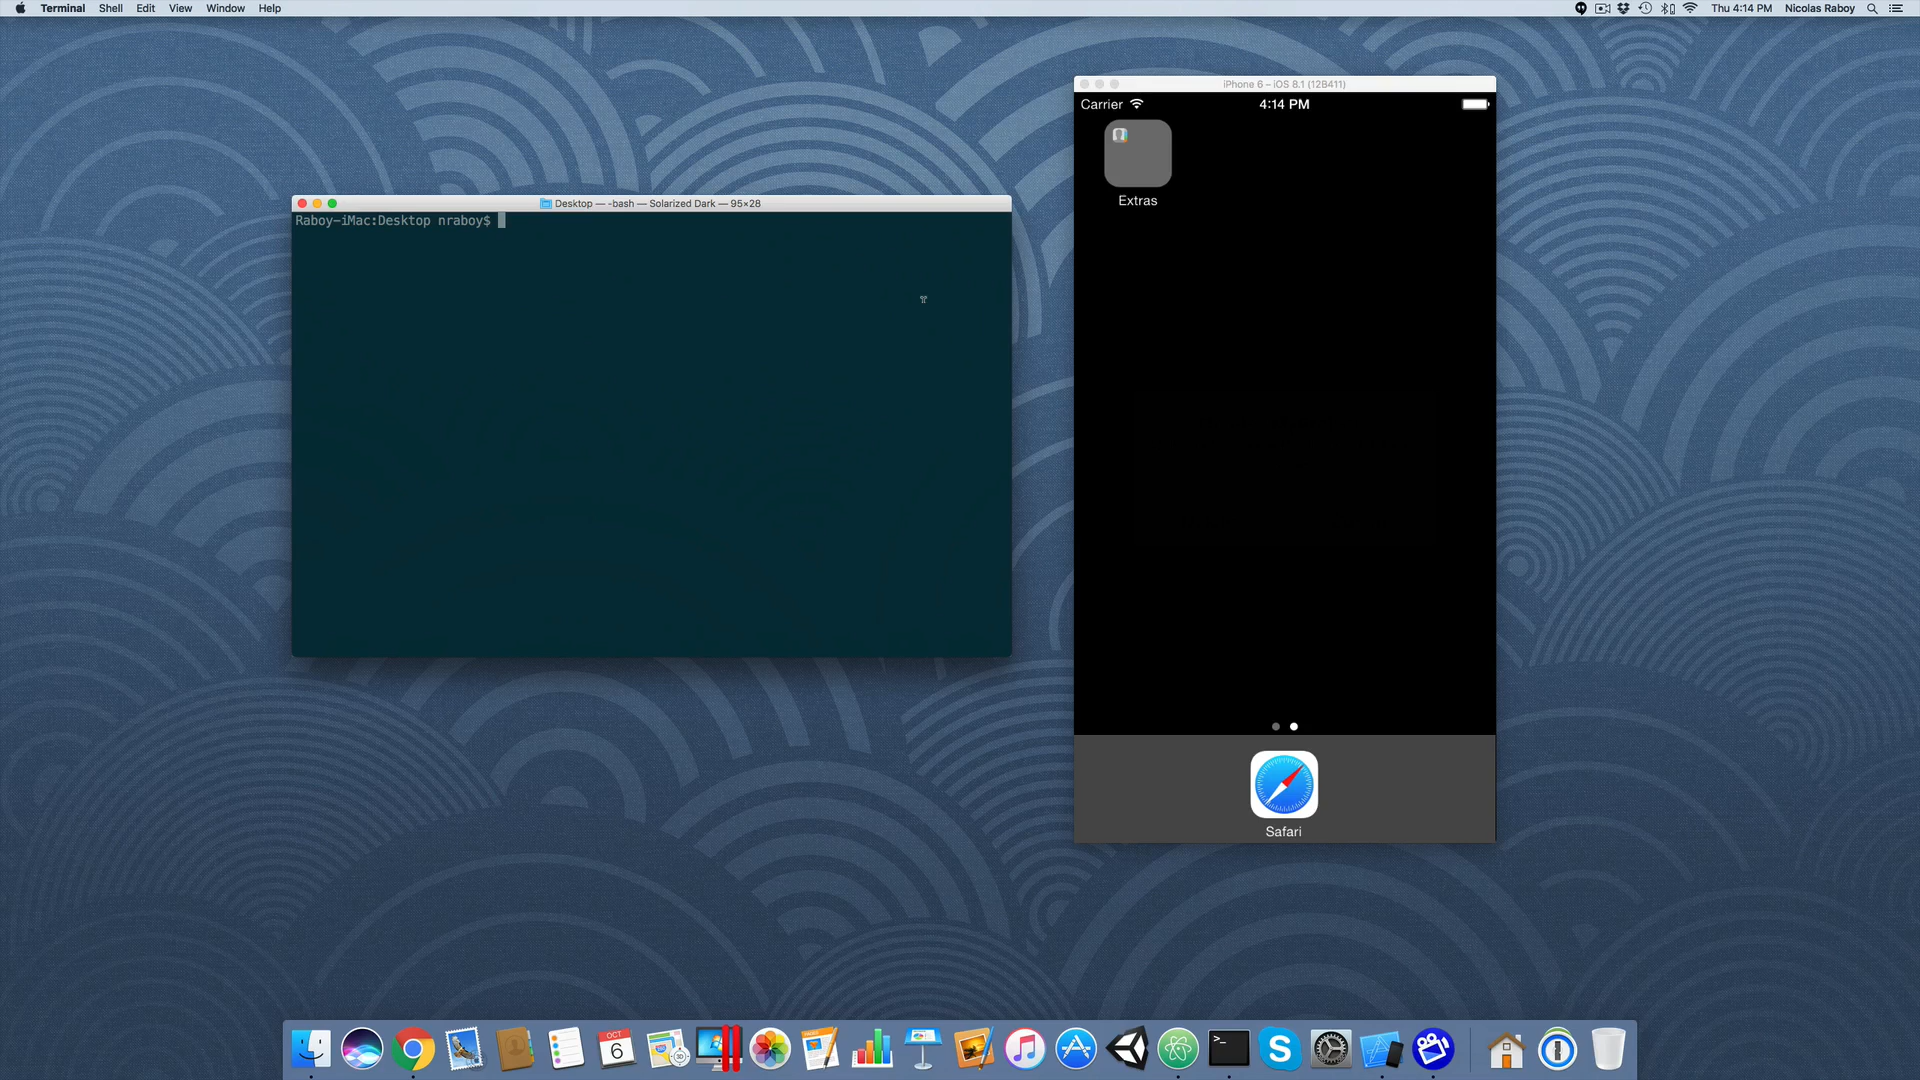 Terminal Shell Edit View Window Help Thu 4:14 PM Nicolas Raboy
iPhone 6 – iOS 8.1 (12B411)
Carrier 4:14 PM
Extras
Desktop — -bash — Solarized Dark — 95×28
Raboy-iMac:Desktop nraboy$
Safari
OCT
6
3D
>_
S